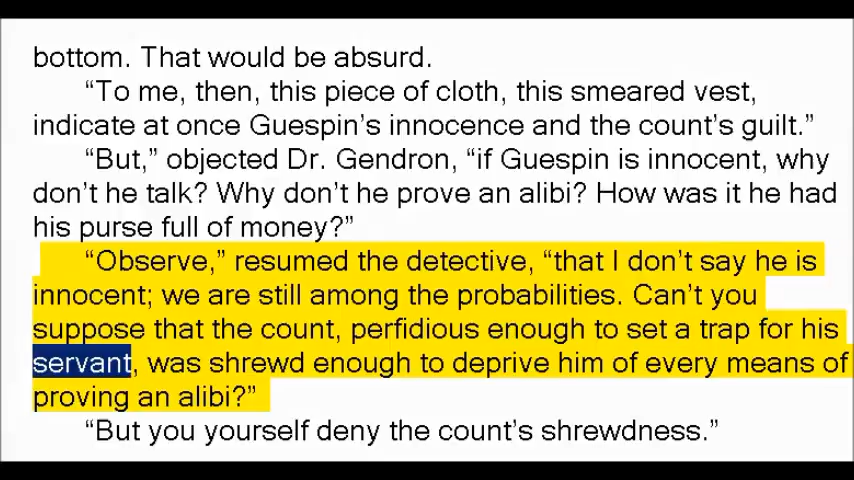 bottom. That would be absurd.
“To me, then, this piece of cloth, this smeared vest,
indicate at once Guespin’s innocence and the count’s guilt.”
“But,” objected Dr. Gendron, “if Guespin is innocent, why
don’t he talk? Why don’t he prove an alibi? How was it he had
his purse full of money?”
“Observe,” resumed the detective, “that I don’t say he is
innocent; we are still among the probabilities. Can’t you
suppose that the count, perfidious enough to set a trap for his
servant, was shrewd enough to deprive him of every means of
proving an alibi?”
“But you yourself deny the count’s shrewdness.”